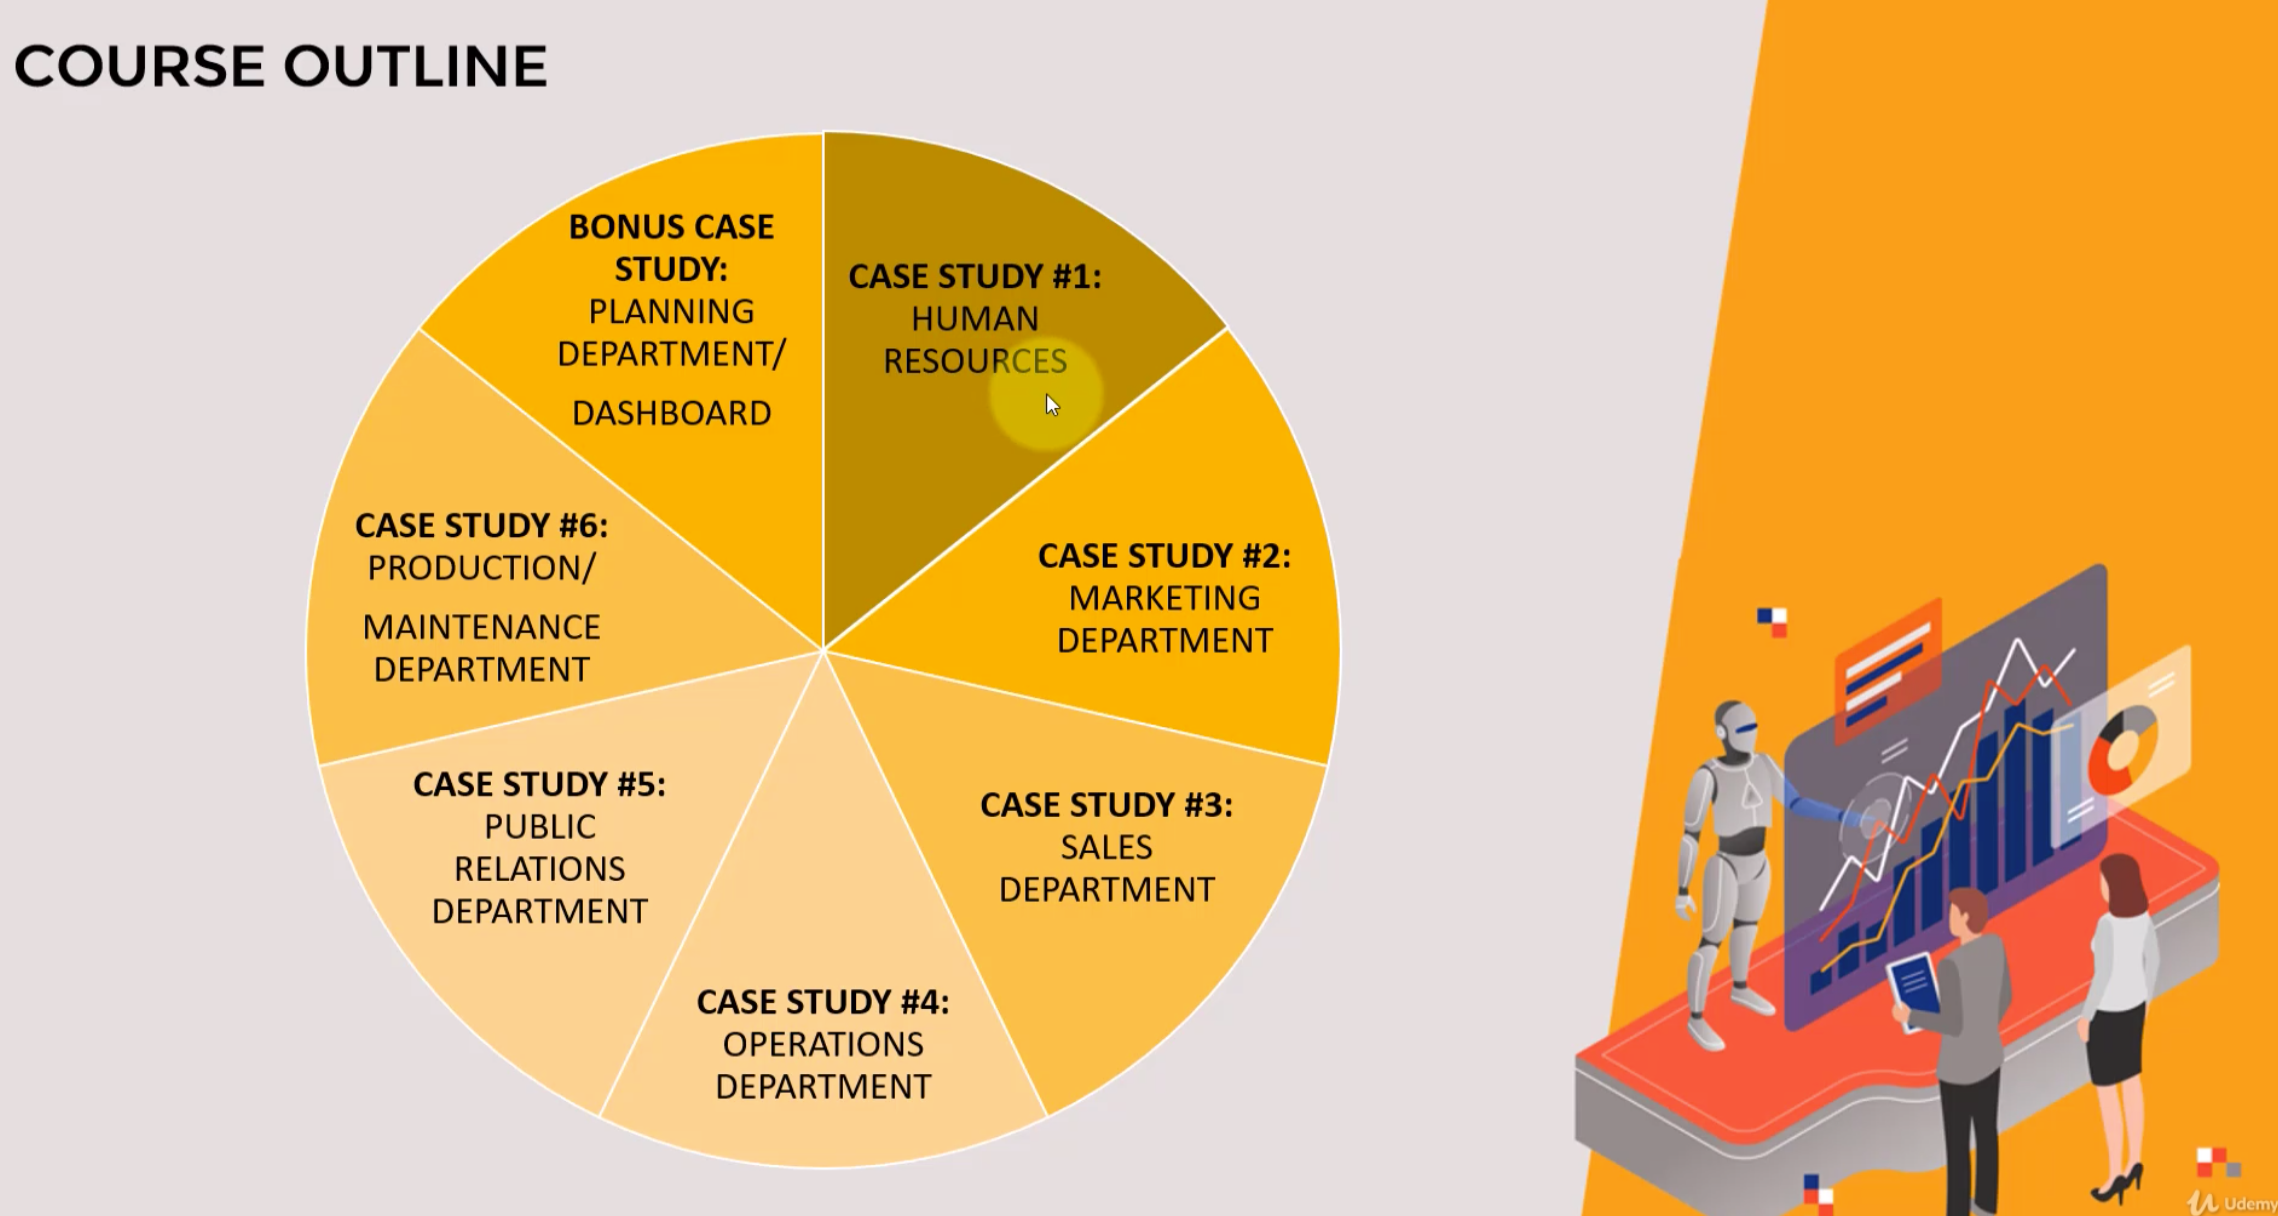 COURSE OUTLINE
BONUS CASE
STUDY:
PLANNING
DEPARTMENT/
DASHBOARD
CASE STUDY #1:
HUMAN
RESOURCES
CASE STUDY #2:
MARKETING
DEPARTMENT
CASE STUDY #3:
SALES
DEPARTMENT
CASE STUDY #4:
OPERATIONS
DEPARTMENT
CASE STUDY #5:
PUBLIC
RELATIONS
DEPARTMENT
CASE STUDY #6:
PRODUCTION/
MAINTENANCE
DEPARTMENT
Udemy